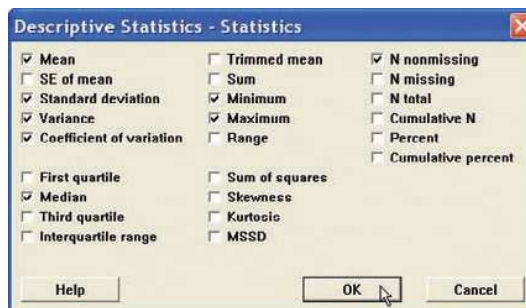 Descriptive Statistics - Statistics
Mean
SE of mean
Standard deviation
Variance
Coefficient of variation
First quartile
Median
Third quartile
Interquartile range
Trimmed mean
Sum
Minimum
Maximum
Range
Sum of squares
Skewness
Kurtosis
MSSD
N nonmissing
N missing
N total
Cumulative N
Percent
Cumulative percent
Help
OK
Cancel